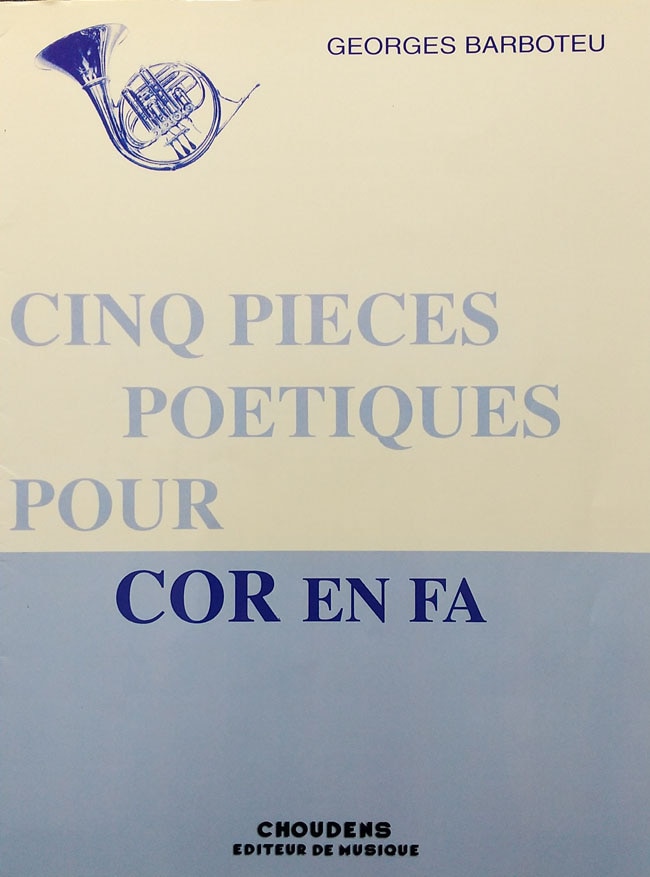 GEORGES BARBOTEU
CINQ PIECES
POETIQUES
POUR
COR EN FA
CHOUDENS
EDITEUR DE MUSIQUE